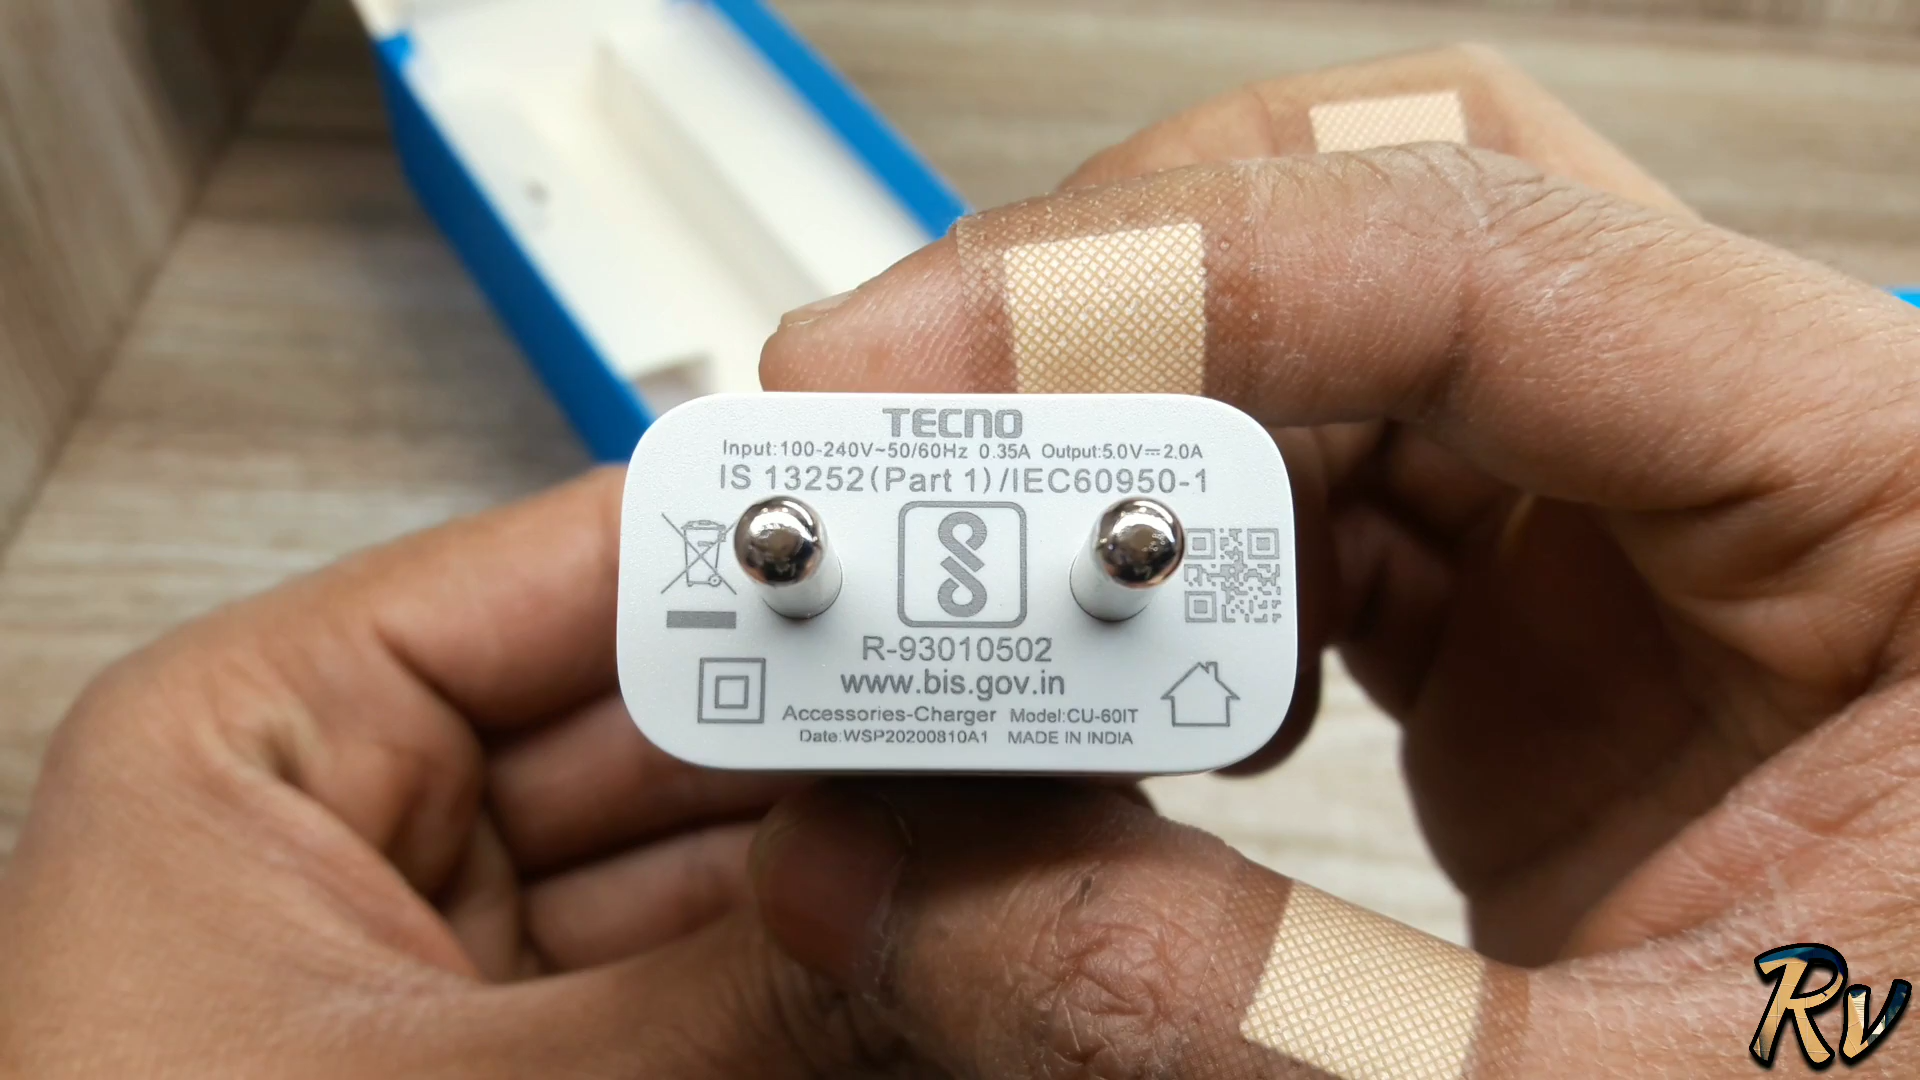 TECNO
Input:100-240V~50/60Hz 0.35A Output:5.0V⎓2.0A
IS 13252(Part 1)/IEC60950-1
R-93010502
www.bis.gov.in
Accessories-Charger Model:CU-60IT
Date:WSP20200810A1 MADE IN INDIA
Rv